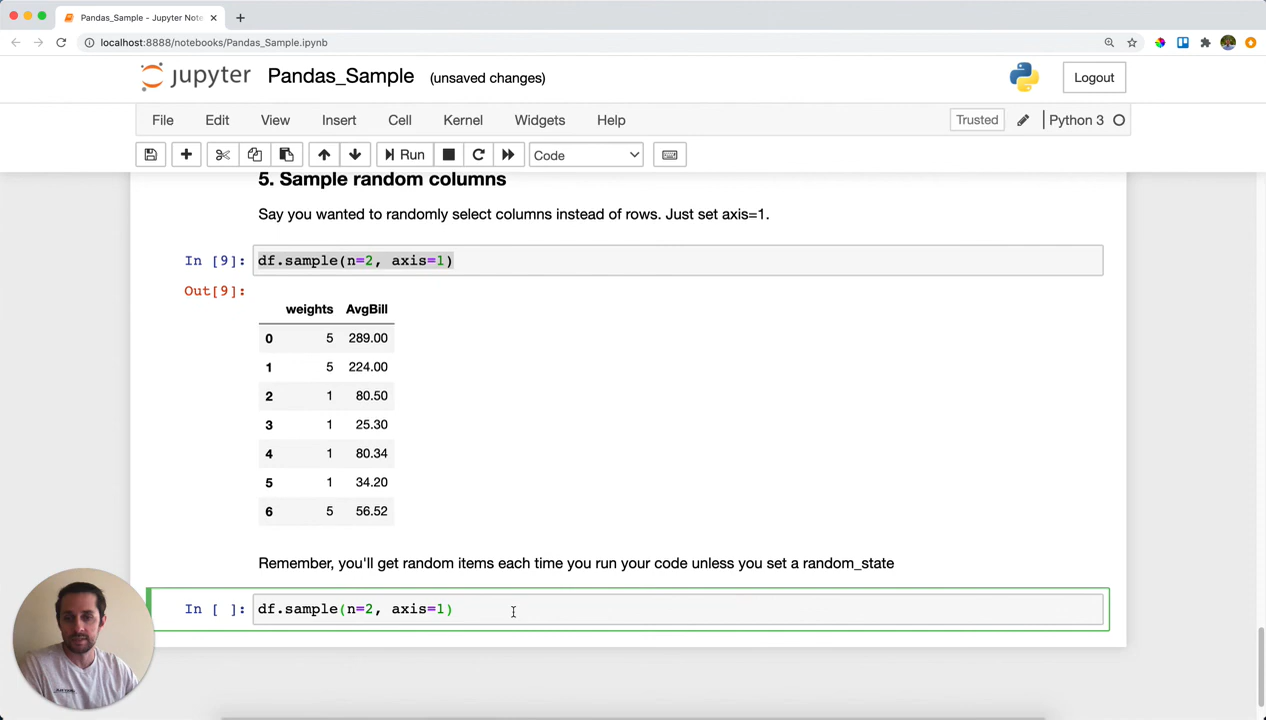 Pandas_Sample - Jupyter Note
localhost:8888/notebooks/Pandas_Sample.ipynb
jupyter Pandas_Sample (unsaved changes) Logout
File Edit View Insert Cell Kernel Widgets Help Trusted Python 3
Run Code
5. Sample random columns
Say you wanted to randomly select columns instead of rows. Just set axis=1.
In [9]: df.sample(n=2, axis=1)
Out[9]:
weights AvgBill
0 5 289.00
1 5 224.00
2 1 80.50
3 1 25.30
4 1 80.34
5 1 34.20
6 5 56.52
Remember, you'll get random items each time you run your code unless you set a random_state
In [ ]: df.sample(n=2, axis=1)